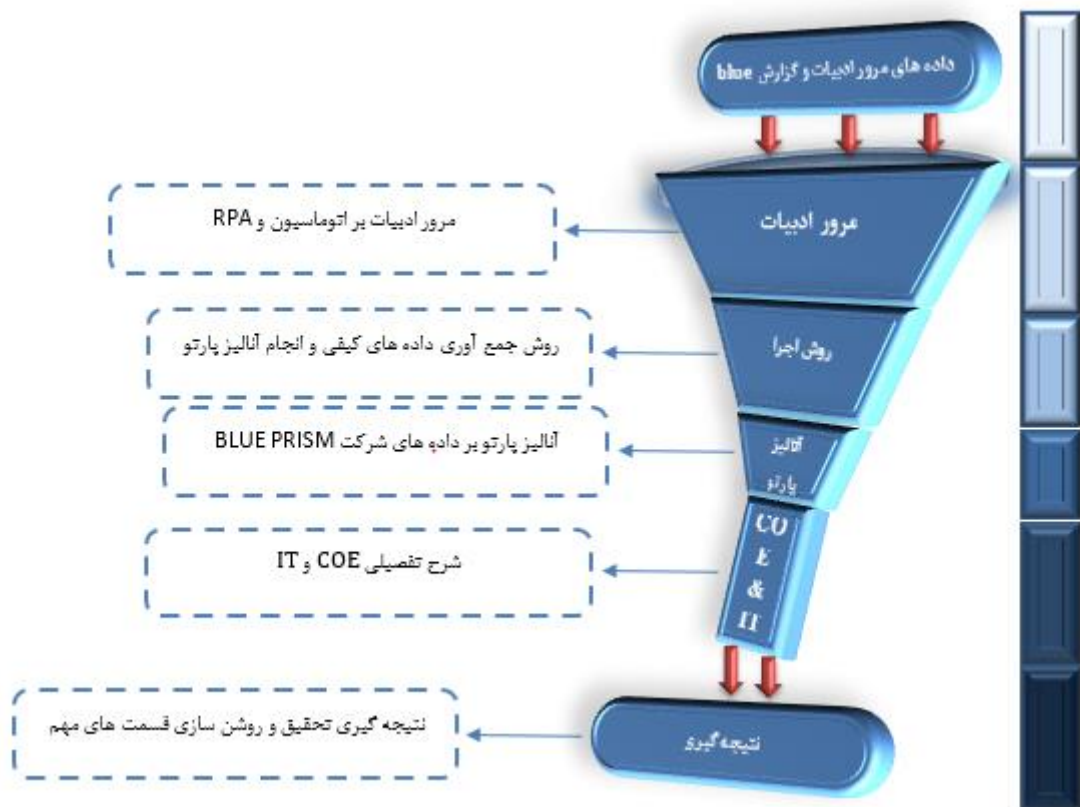 داده های مرور ادبیات و گزارش blue
مرور ادبیات
مرور ادبیات بر اتوماسیون و RPA
روش اجرا
روش جمع آوری داده های کیفی و انجام آنالیز پارتو
آنالیز
پارتو
آنالیز پارتو بر داده های شرکت BLUE PRISM
CO
E
&
IT
شرح تفصیلی COE و IT
نتیجه گیری
نتیجه گیری تحقیق و روشن سازی قسمت های مهم